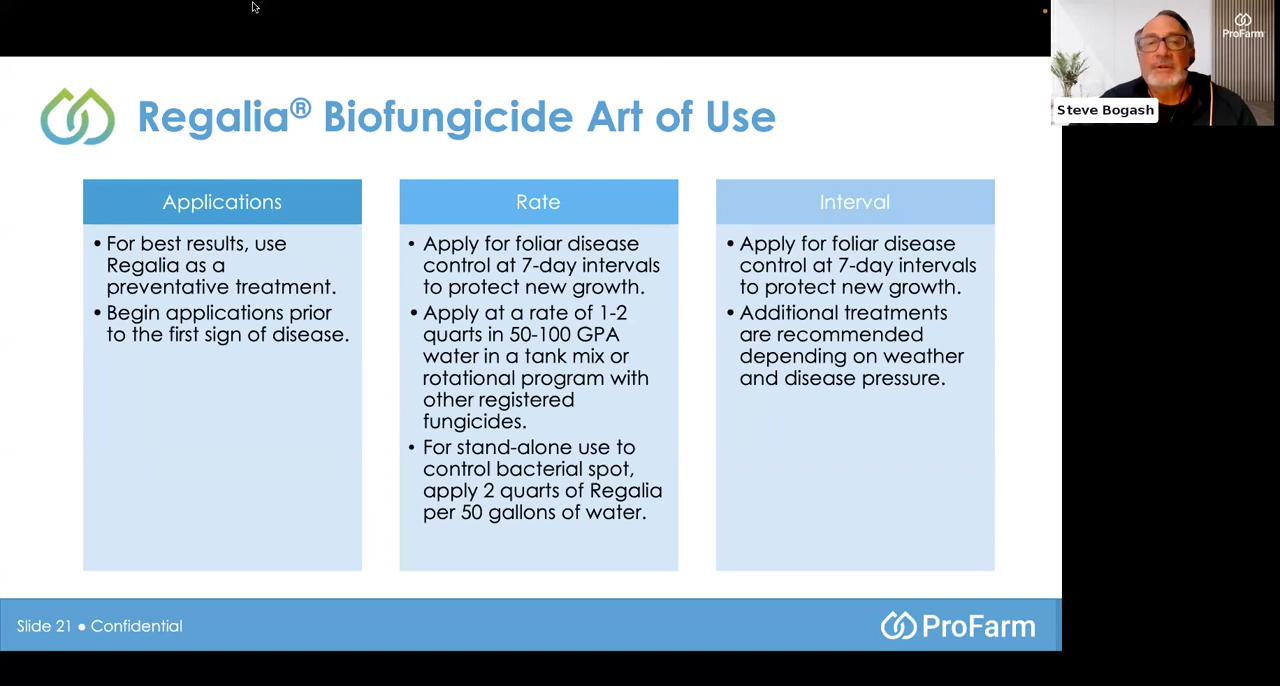 Regalia® Biofungicide Art of Use
Applications
• For best results, use
Regalia as a
preventative treatment.
• Begin applications prior
to the first sign of disease.
Rate
• Apply for foliar disease
control at 7-day intervals
to protect new growth.
• Apply at a rate of 1-2
quarts in 50-100 GPA
water in a tank mix or
rotational program with
other registered
fungicides.
• For stand-alone use to
control bacterial spot,
apply 2 quarts of Regalia
per 50 gallons of water.
Interval
• Apply for foliar disease
control at 7-day intervals
to protect new growth.
• Additional treatments
are recommended
depending on weather
and disease pressure.
Slide 21 ● Confidential
ProFarm
ProFarm
Steve Bogash